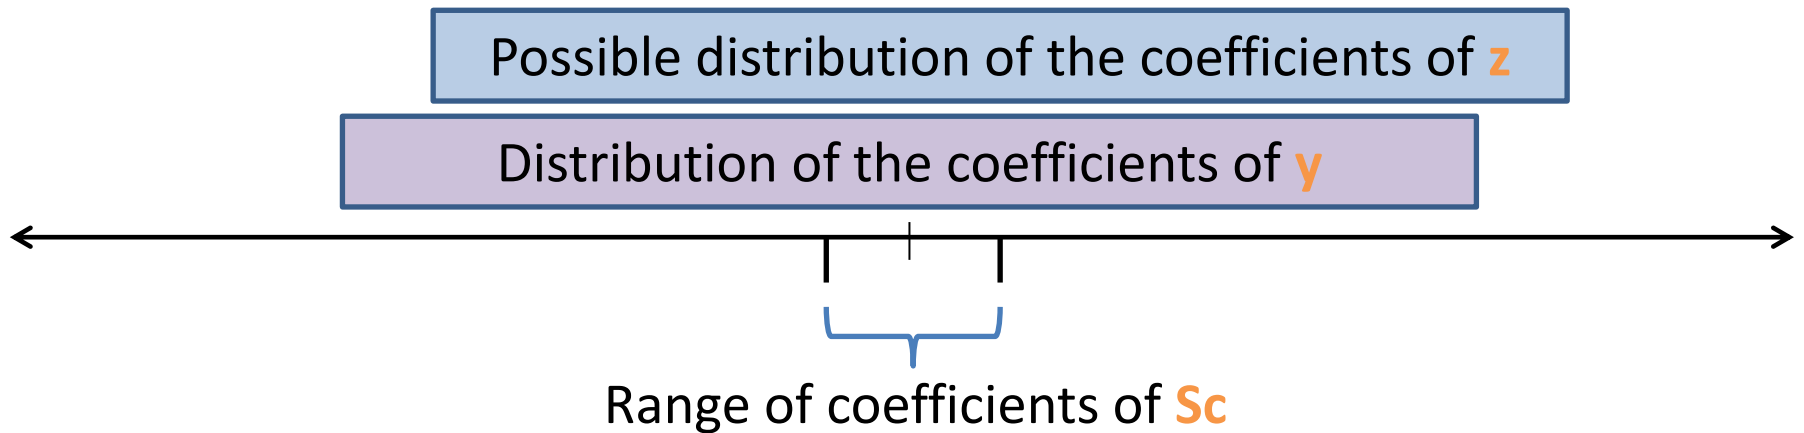 Possible distribution of the coefficients of z
Distribution of the coefficients of y
Range of coefficients of Sc